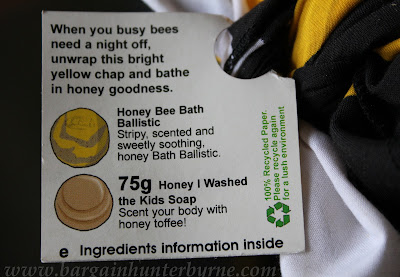 When you busy bees
need a night off,
unwrap this bright
yellow chap and bathe
in honey goodness.
Honey Bee Bath
Ballistic
Stripy, scented and
sweetly soothing,
honey Bath Ballistic.
75g Honey I Washed
the Kids Soap
Scent your body with
honey toffee!
e Ingredients information inside
100% Recycled Paper.
Please recycle again
for a lush environment
www.bargainhunterburne.com